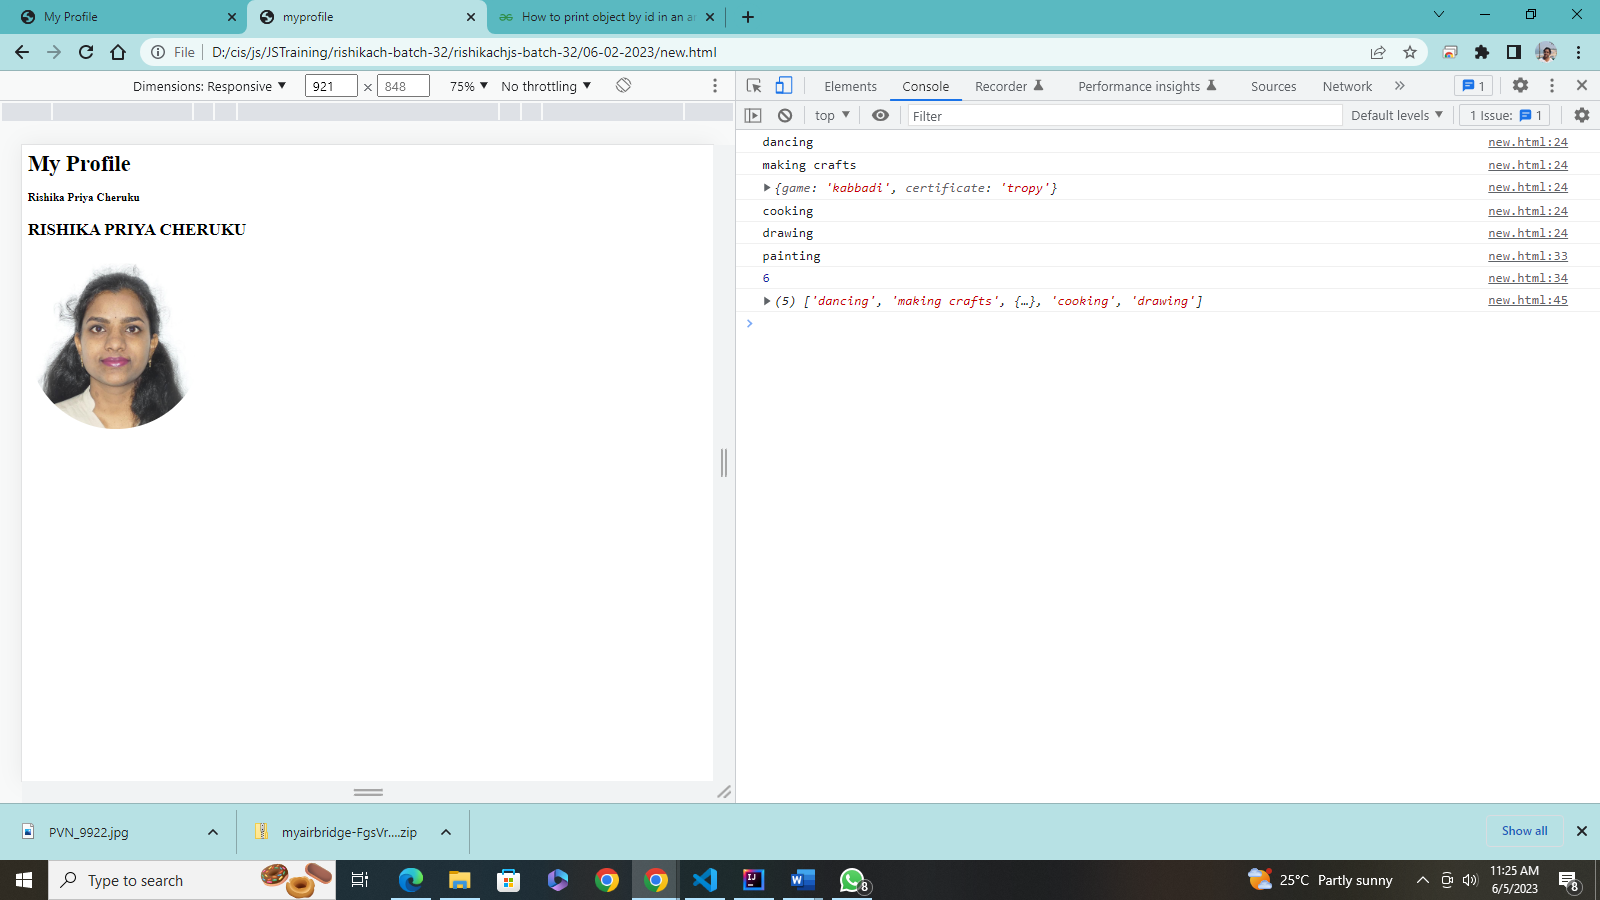 My Profile
myprofile
How to print object by id in an a
File
D:/cis/js/JSTraining/rishikach-batch-32/rishikachjs-batch-32/06-02-2023/new.html
Dimensions: Responsive ▼ 921 × 848 75% ▼ No throttling ▼
Elements Console Recorder Performance insights Sources Network » 1
top ▼ Filter Default levels ▼ 1 Issue: 1
My Profile
Rishika Priya Cheruku
RISHIKA PRIYA CHERUKU
dancing new.html:24
making crafts new.html:24
▶ {game: 'kabbadi', certificate: 'tropy'} new.html:24
cooking new.html:24
drawing new.html:24
painting new.html:33
6 new.html:34
▶ (5) ['dancing', 'making crafts', {…}, 'cooking', 'drawing'] new.html:45
PVN_9922.jpg
myairbridge-FgsVr....zip
Show all
Type to search
8
25°C Partly sunny
11:25 AM
6/5/2023
8